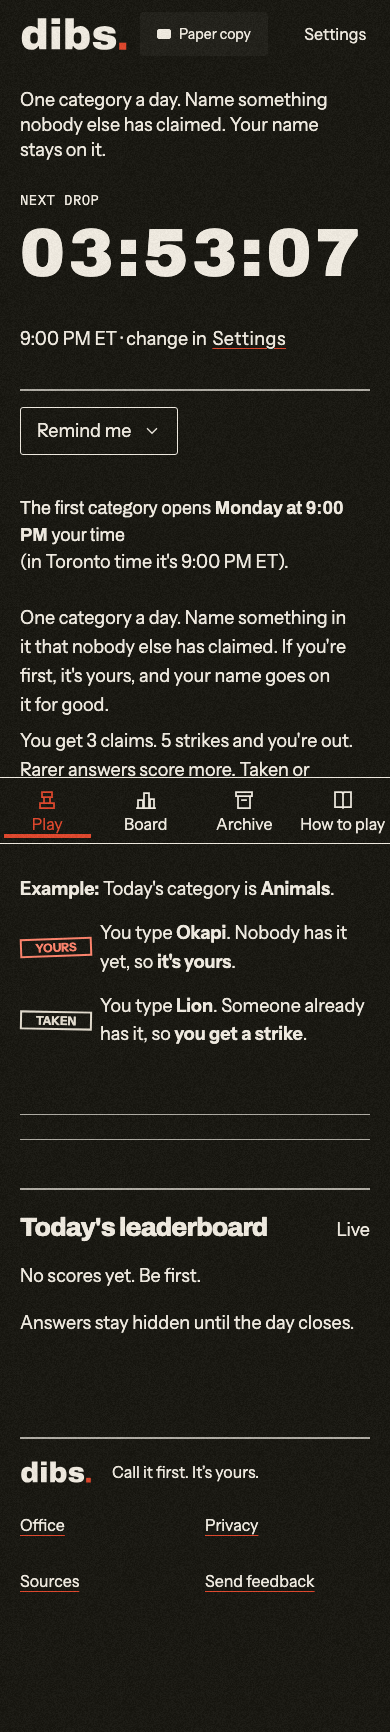 dibs.
Paper copy
Settings
One category a day. Name something
nobody else has claimed. Your name
stays on it.
NEXT DROP
03:53:07
9:00 PM ET · change in Settings
Remind me
The first category opens Monday at 9:00
PM your time
(in Toronto time it's 9:00 PM ET).
One category a day. Name something in
it that nobody else has claimed. If you're
first, it's yours, and your name goes on
it for good.
You get 3 claims. 5 strikes and you're out.
Rarer answers score more. Taken or
Play
Board
Archive
How to play
Example: Today's category is Animals.
YOURS
You type Okapi. Nobody has it
yet, so it's yours.
TAKEN
You type Lion. Someone already
has it, so you get a strike.
Today's leaderboard
Live
No scores yet. Be first.
Answers stay hidden until the day closes.
dibs.
Call it first. It's yours.
Office
Privacy
Sources
Send feedback